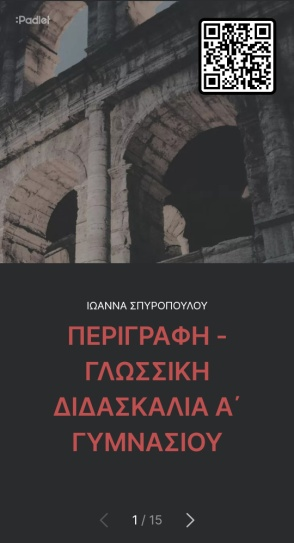 :Padlet
ΙΩΑΝΝΑ ΣΠΥΡΟΠΟΥΛΟΥ
ΠΕΡΙΓΡΑΦΗ -
ΓΛΩΣΣΙΚΗ
ΔΙΔΑΣΚΑΛΙΑ Α΄
ΓΥΜΝΑΣΙΟΥ
1 / 15